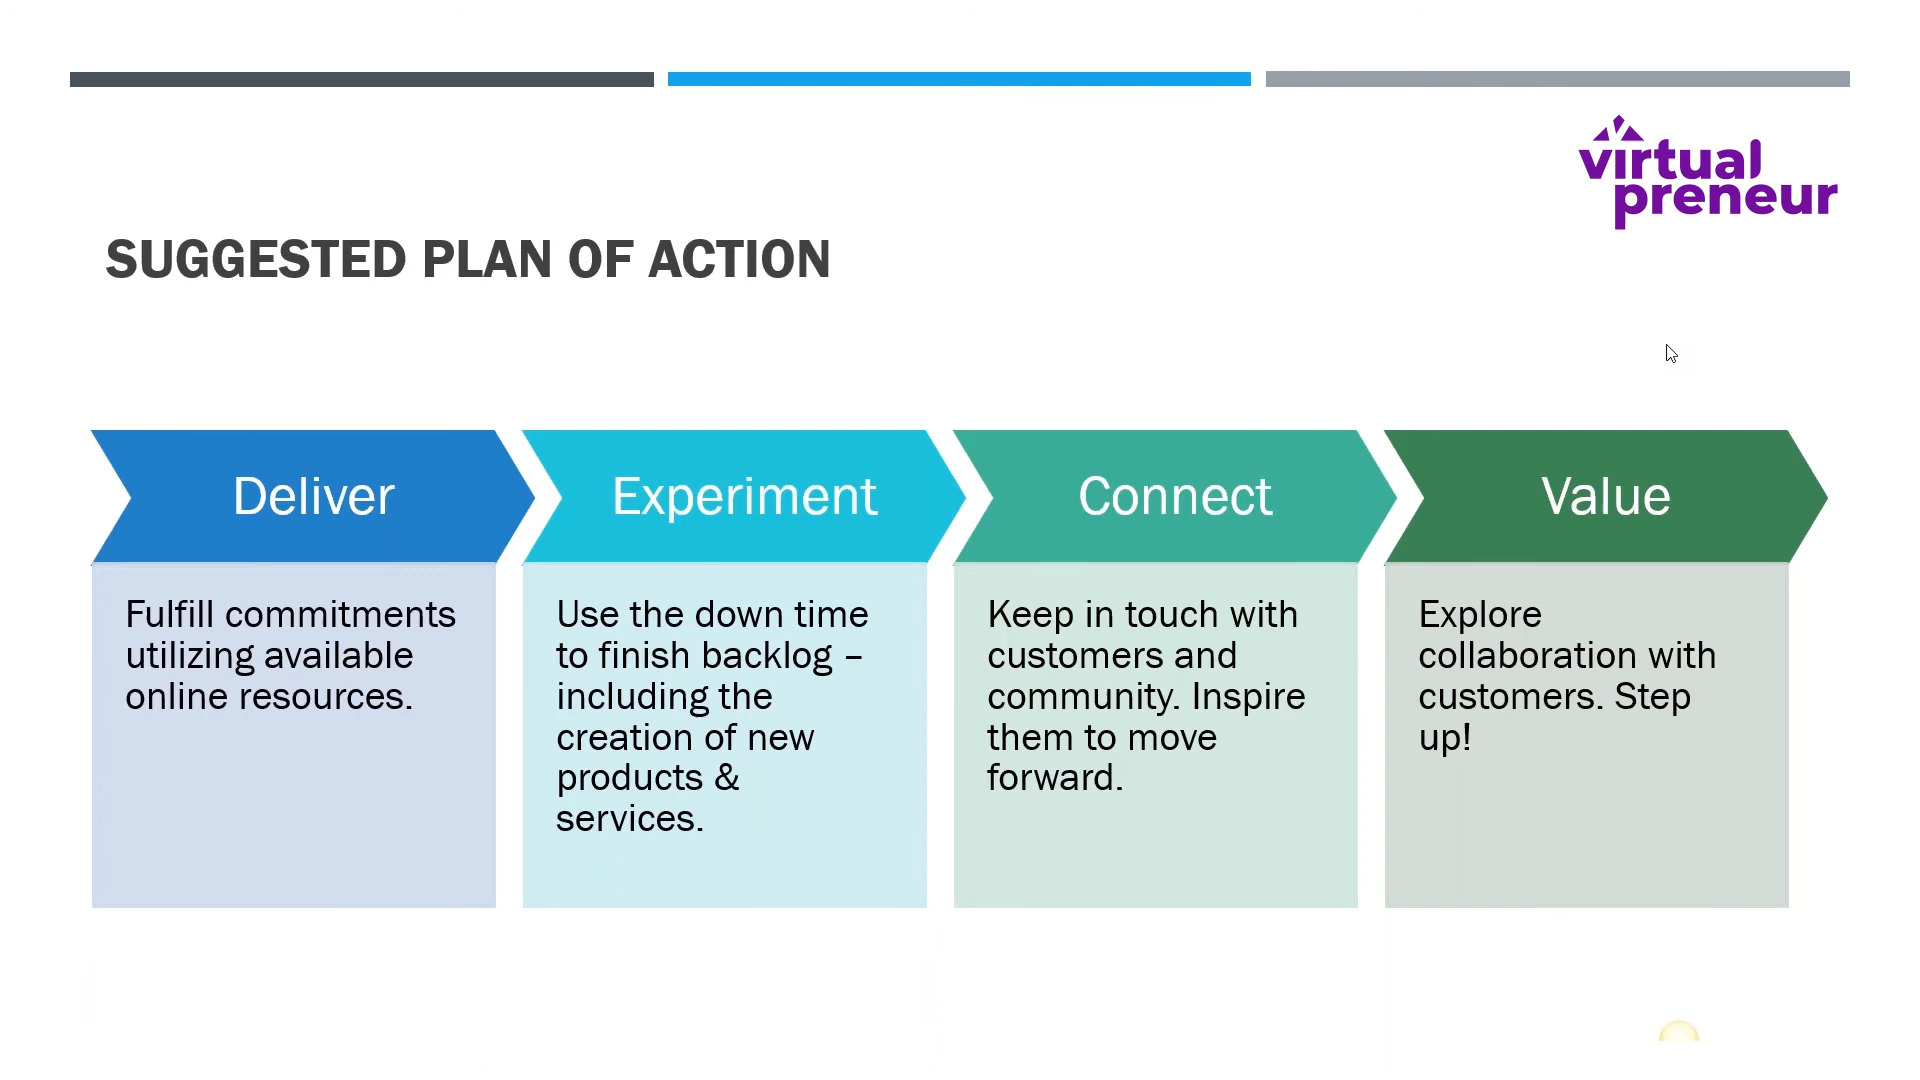 virtual
preneur
SUGGESTED PLAN OF ACTION
Deliver
Fulfill commitments
utilizing available
online resources.
Experiment
Use the down time
to finish backlog –
including the
creation of new
products &
services.
Connect
Keep in touch with
customers and
community. Inspire
them to move
forward.
Value
Explore
collaboration with
customers. Step
up!